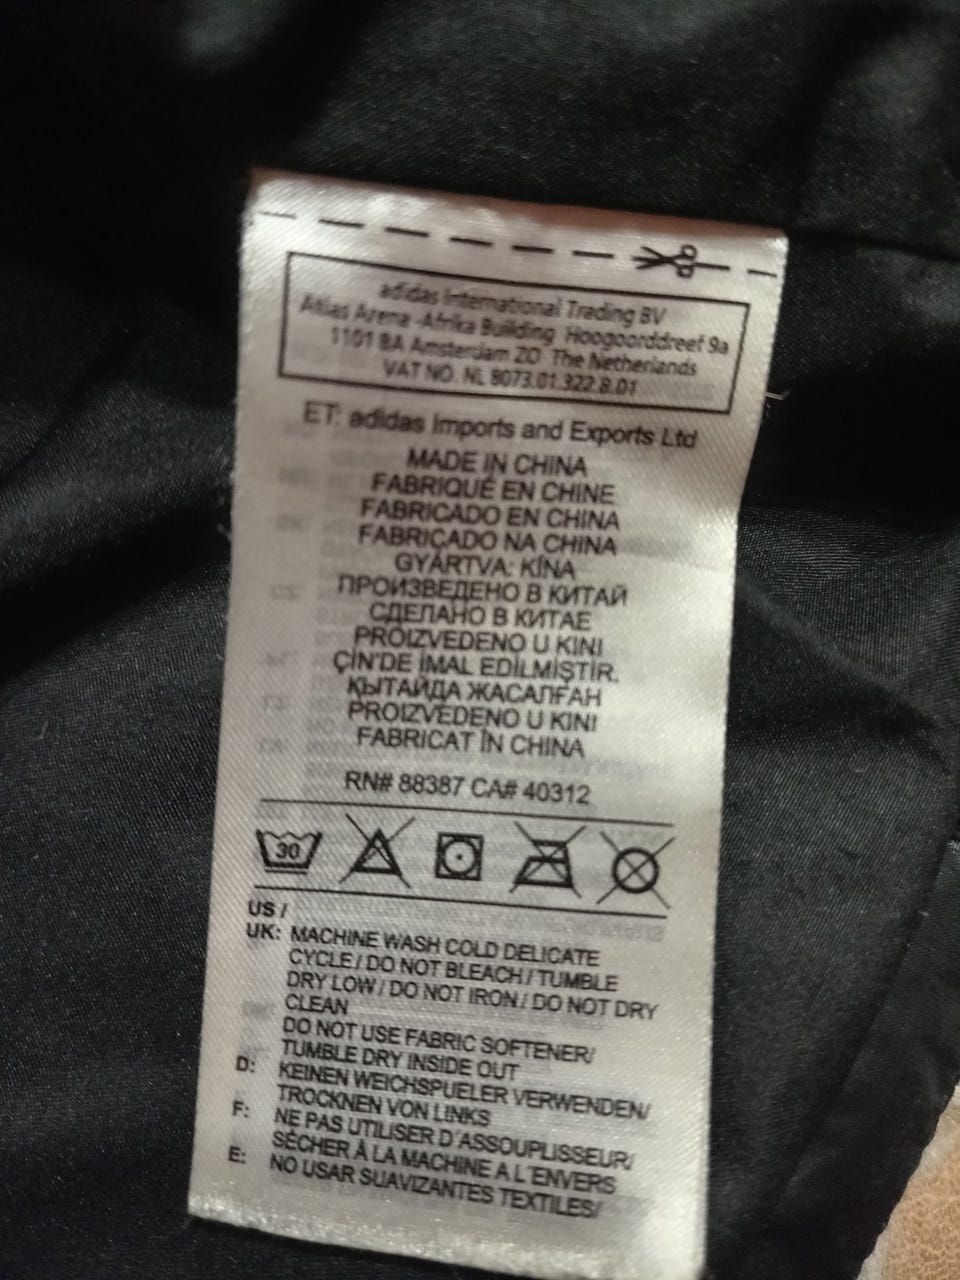 adidas International Trading BV
Atlas Arena -Afrika Building Hoogoorddreef 9a
1101 BA Amsterdam ZO The Netherlands
VAT NO. NL 8073.01.322.B.01
ET: adidas Imports and Exports Ltd
MADE IN CHINA
FABRIQUÉ EN CHINE
FABRICADO EN CHINA
FABRICADO NA CHINA
GYÁRTVA: KÍNA
ПРОИЗВЕДЕНО В КИТАЙ
СДЕЛАНО В КИТАЕ
PROIZVEDENO U KINI
ÇİN'DE İMAL EDİLMİŞTİR.
ҚЫТАЙДА ЖАСАЛҒАН
PROIZVEDENO U KINI
FABRICAT ÎN CHINA
RN# 88387 CA# 40312
30
US /
UK: MACHINE WASH COLD DELICATE
CYCLE / DO NOT BLEACH / TUMBLE
DRY LOW / DO NOT IRON / DO NOT DRY
CLEAN
DO NOT USE FABRIC SOFTENER/
TUMBLE DRY INSIDE OUT
D: KEINEN WEICHSPUELER VERWENDEN/
TROCKNEN VON LINKS
F: NE PAS UTILISER D'ASSOUPLISSEUR/
SÉCHER À LA MACHINE A L'ENVERS
E: NO USAR SUAVIZANTES TEXTILES/